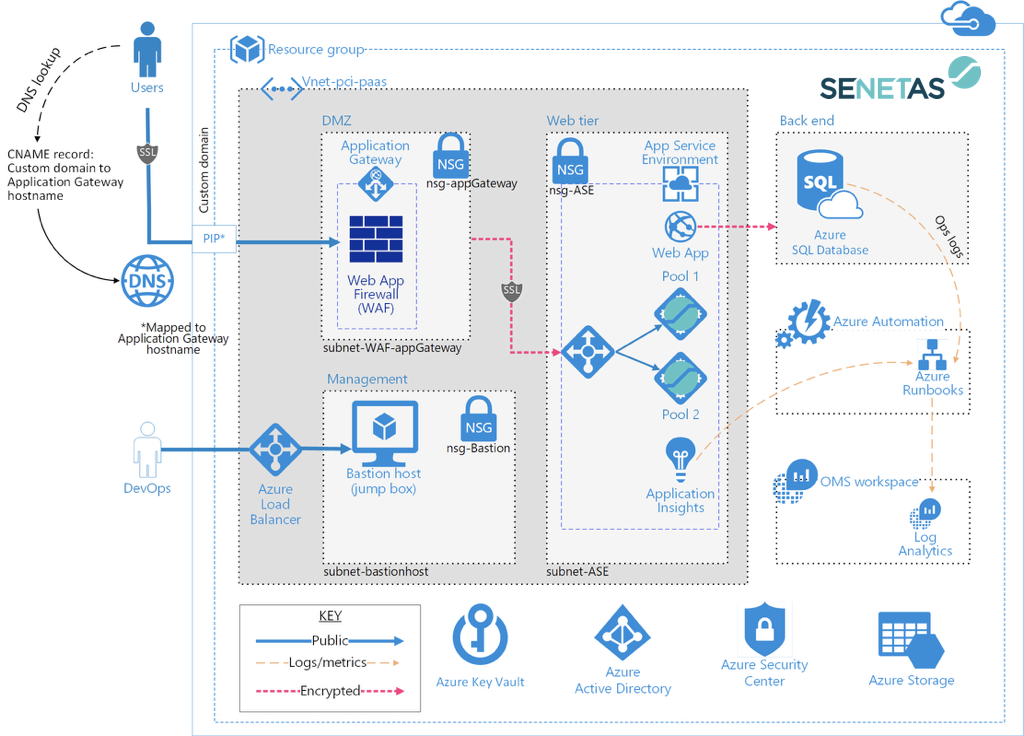 Resource group
Vnet-pci-paas
SENETAS
Users
DNS lookup
SSL
CNAME record:
Custom domain to
Application Gateway
hostname
Custom domain
PIP*
DNS
*Mapped to
Application Gateway
hostname
DMZ
Application
Gateway
NSG
nsg-appGateway
Web App
Firewall
(WAF)
subnet-WAF-appGateway
SSL
Web tier
NSG
nsg-ASE
App Service
Environment
Web App
Pool 1
Pool 2
Application
Insights
subnet-ASE
Back end
SQL
Azure
SQL Database
Ops logs
Azure Automation
Azure
Runbooks
OMS workspace
Log
Analytics
Management
NSG
nsg-Bastion
Bastion host
(jump box)
subnet-bastionhost
DevOps
Azure
Load
Balancer
KEY
Public
Logs/metrics
Encrypted
Azure Key Vault
Azure
Active Directory
Azure Security
Center
Azure Storage